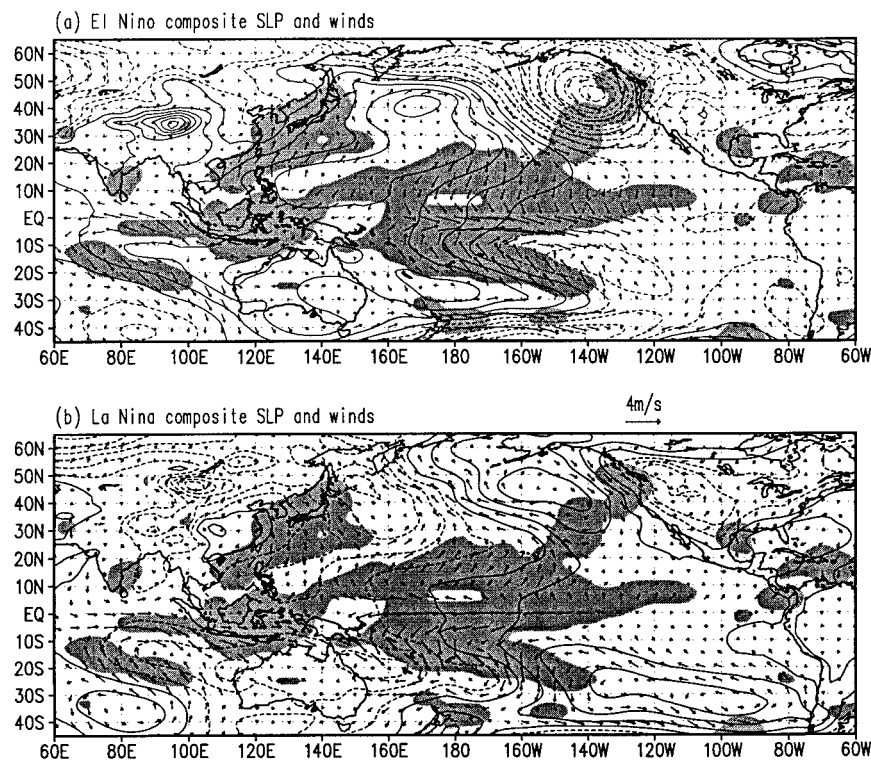 (a) El Nino composite SLP and winds
60N
50N
40N
30N
20N
10N
EQ
10S
20S
30S
40S
60E 80E 100E 120E 140E 160E 180 160W 140W 120W 100W 80W 60W
(b) La Nina composite SLP and winds
4m/s
60N
50N
40N
30N
20N
10N
EQ
10S
20S
30S
40S
60E 80E 100E 120E 140E 160E 180 160W 140W 120W 100W 80W 60W